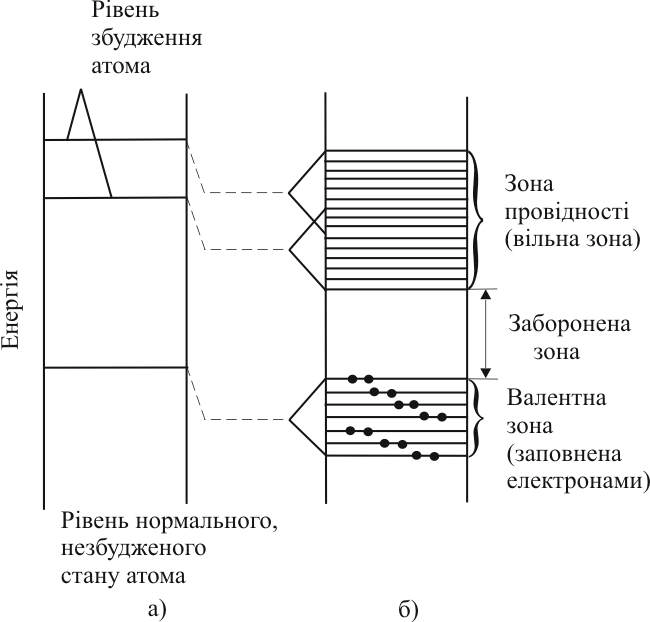 Рівень
збудження
атома
Енергія
Зона
провідності
(вільна зона)
Заборонена
зона
Валентна
зона
(заповнена
електронами)
Рівень нормального,
незбудженого
стану атома
а)
б)